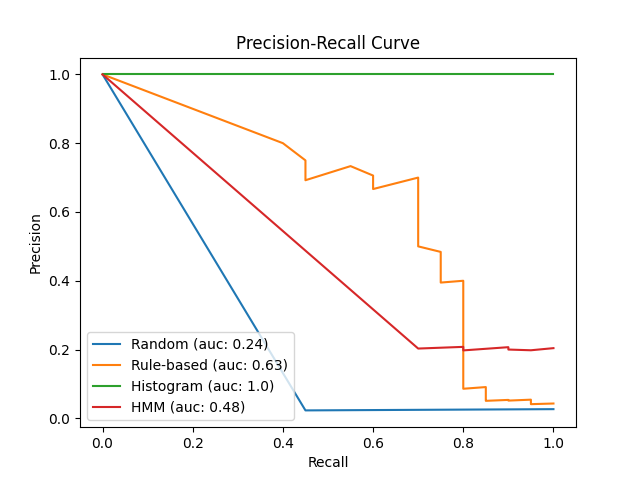 Precision-Recall Curve
Precision
1.0
0.8
0.6
0.4
0.2
0.0
Random (auc: 0.24)
Rule-based (auc: 0.63)
Histogram (auc: 1.0)
HMM (auc: 0.48)
0.0 0.2 0.4 0.6 0.8 1.0
Recall